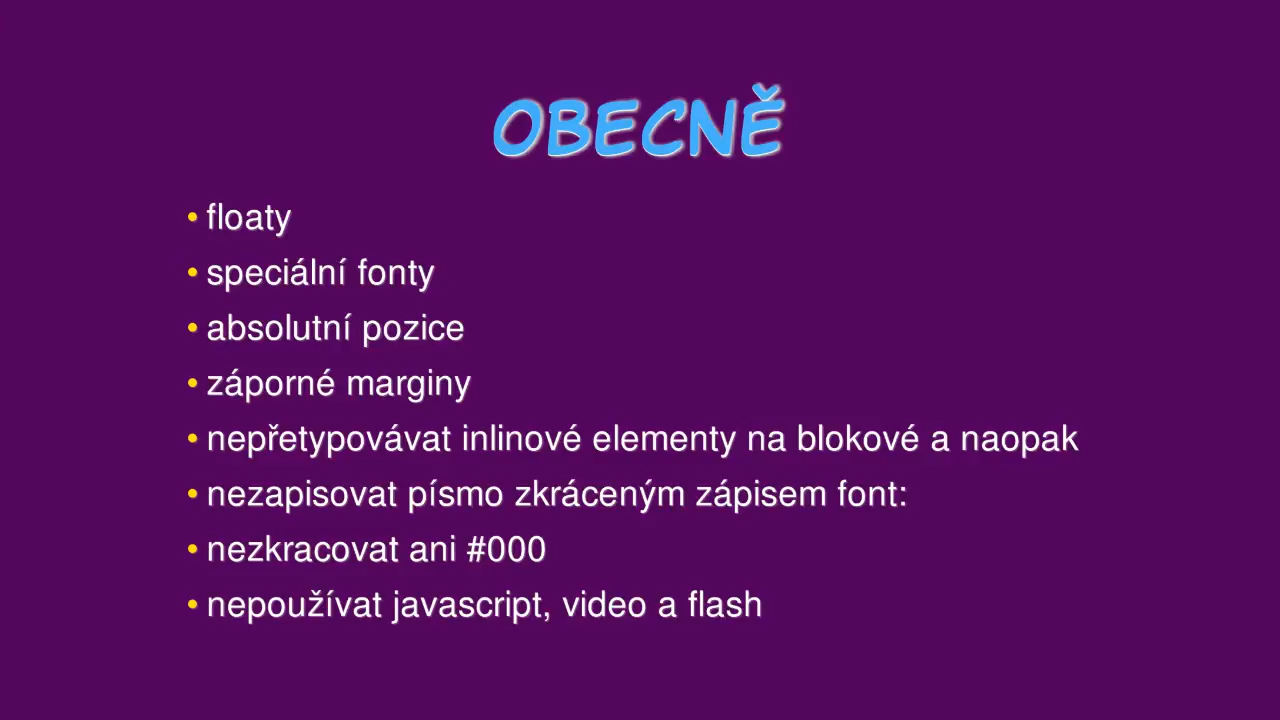 OBECNĚ
• floaty
• speciální fonty
• absolutní pozice
• záporné marginy
• nepřetypovávat inlinové elementy na blokové a naopak
• nezapisovat písmo zkráceným zápisem font:
• nezkracovat ani #000
• nepoužívat javascript, video a flash